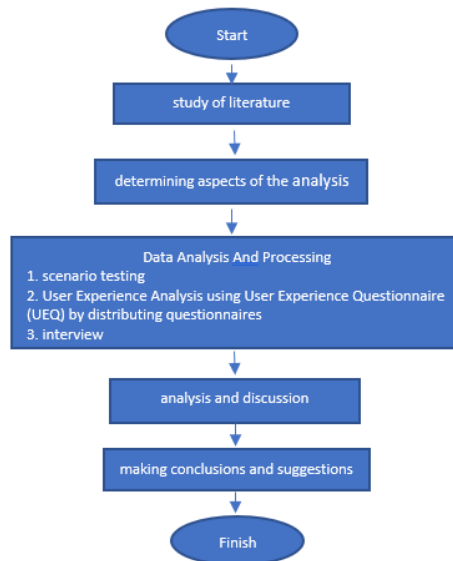 Start
study of literature
determining aspects of the analysis
Data Analysis And Processing
1. scenario testing
2. User Experience Analysis using User Experience Questionnaire
(UEQ) by distributing questionnaires
3. interview
analysis and discussion
making conclusions and suggestions
Finish